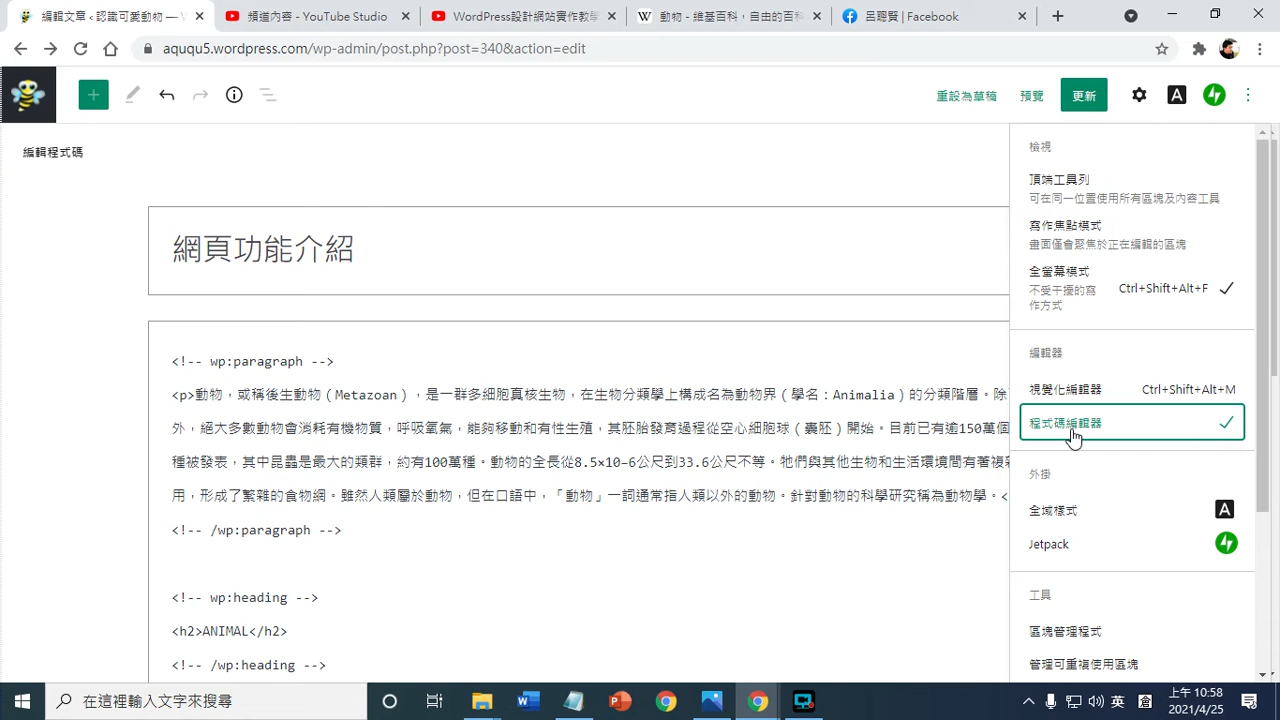 編輯文章 ‹ 認識可愛動物 — W
頻道內容 - YouTube Studio
WordPress設計網站實作教學
動物 - 維基百科，自由的百科
呂聰賢 | Facebook
aququ5.wordpress.com/wp-admin/post.php?post=340&action=edit
重設為草稿
預覽
更新
編輯程式碼
檢視
頂端工具列
可在同一位置使用所有區塊及內容工具
寫作焦點模式
畫面僅會聚焦於正在編輯的區塊
全螢幕模式
不受干擾的寫作方式
Ctrl+Shift+Alt+F
網頁功能介紹
編輯器
視覺化編輯器 Ctrl+Shift+Alt+M
程式碼編輯器
外掛
全域樣式
Jetpack
工具
區塊管理程式
管理可重複使用區塊
<!-- wp:paragraph -->
<p>動物，或稱後生動物（Metazoan），是一群多細胞真核生物，在生物分類學上構成名為動物界（學名：Animalia）的分類階層。除
外，絕大多數動物會消耗有機物質，呼吸氧氣，能夠移動和有性生殖，其胚胎發育過程從空心細胞球（囊胚）開始。目前已有逾150萬個
種被發表，其中昆蟲是最大的類群，約有100萬種。動物的全長從8.5×10-6公尺到33.6公尺不等。牠們與其他生物和生活環境間有著複
用，形成了繁雜的食物網。雖然人類屬於動物，但在口語中，「動物」一詞通常指人類以外的動物。針對動物的科學研究稱為動物學。<
<!-- /wp:paragraph -->
<!-- wp:heading -->
<h2>ANIMAL</h2>
<!-- /wp:heading -->
在這裡輸入文字來搜尋
英
倉
上午 10:58
2021/4/25